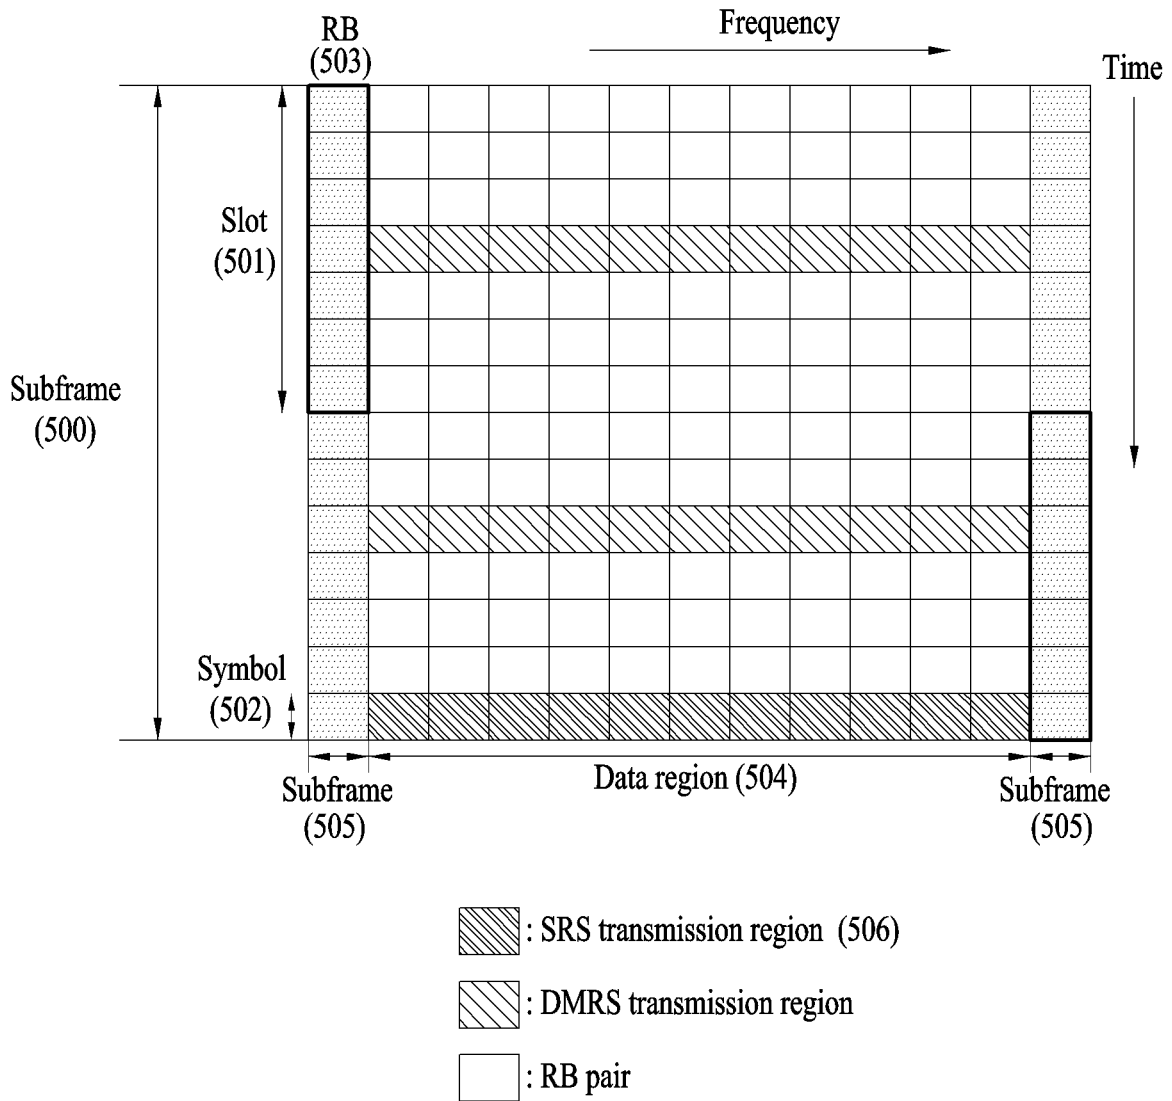 RB
(503)
Frequency
Time
Slot
(501)
Subframe
(500)
Symbol
(502)
Subframe
(505)
Data region (504)
Subframe
(505)
: SRS transmission region (506)
: DMRS transmission region
: RB pair